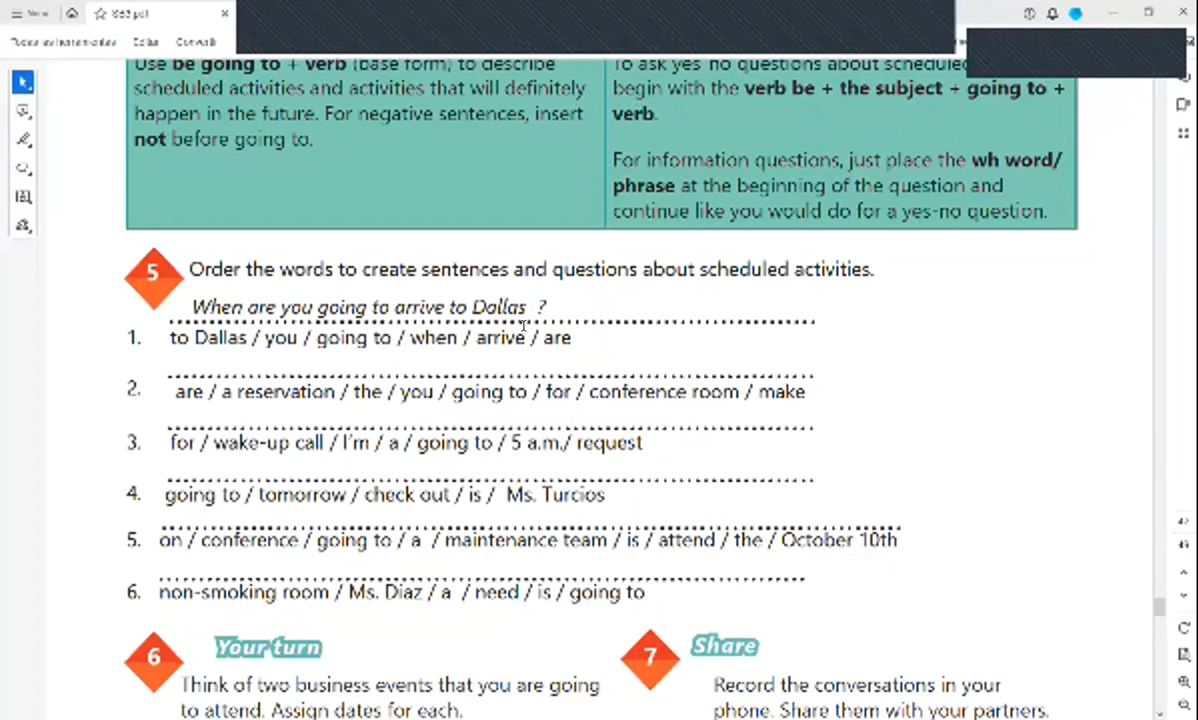 Menu
Todas as ferramentas Editar Converter
Use be going to + verb (base form) to describe
scheduled activities and activities that will definitely
happen in the future. For negative sentences, insert
not before going to.
To ask yes no questions about scheduled
begin with the verb be + the subject + going to +
verb.
For information questions, just place the wh word/
phrase at the beginning of the question and
continue like you would do for a yes-no question.
5 Order the words to create sentences and questions about scheduled activities.
When are you going to arrive to Dallas ?
1. to Dallas / you / going to / when / arrive / are
2. are / a reservation / the / you / going to / for / conference room / make
3. for / wake-up call / I'm / a / going to / 5 a.m./ request
4. going to / tomorrow / check out / is / Ms. Turcios
5. on / conference / going to / a / maintenance team / is / attend / the / October 10th
6. non-smoking room / Ms. Diaz / a / need / is / going to
6 Your turn
Think of two business events that you are going
to attend. Assign dates for each.
7 Share
Record the conversations in your
phone. Share them with your partners.